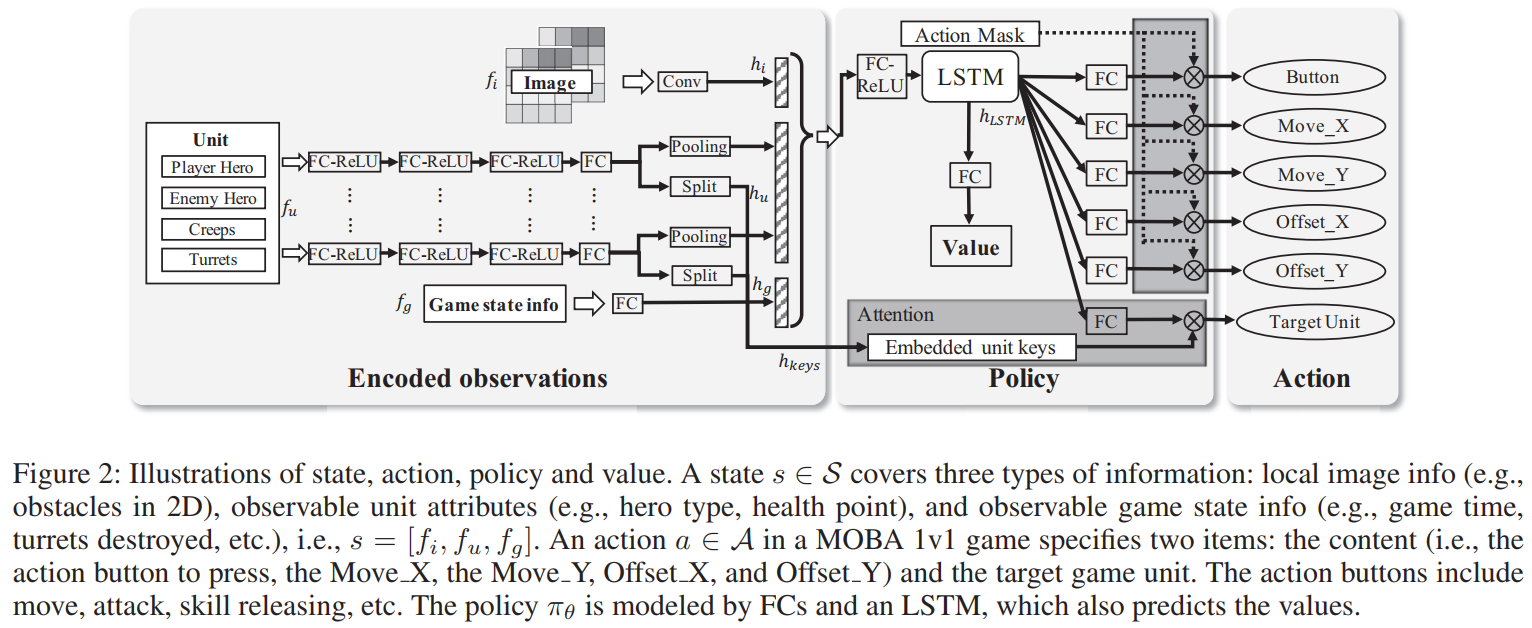 Action Mask
Image
f_i
Conv
h_i
FC-ReLU
LSTM
h_LSTM
FC
Button
FC
Move_X
FC
Move_Y
FC
Offset_X
FC
Offset_Y
FC
Value
Unit
Player Hero
Enemy Hero
Creeps
Turrets
f_u
FC-ReLU
FC-ReLU
FC-ReLU
FC
Pooling
Split
h_u
FC-ReLU
FC-ReLU
FC-ReLU
FC
Pooling
Split
f_g
Game state info
FC
h_g
Attention
FC
Target Unit
Embedded unit keys
h_keys
Encoded observations
Policy
Action
Figure 2: Illustrations of state, action, policy and value. A state s ∈ S covers three types of information: local image info (e.g.,
obstacles in 2D), observable unit attributes (e.g., hero type, health point), and observable game state info (e.g., game time,
turrets destroyed, etc.), i.e., s = [f_i, f_u, f_g]. An action a ∈ A in a MOBA 1v1 game specifies two items: the content (i.e., the
action button to press, the Move_X, the Move_Y, Offset_X, and Offset_Y) and the target game unit. The action buttons include
move, attack, skill releasing, etc. The policy π_θ is modeled by FCs and an LSTM, which also predicts the values.